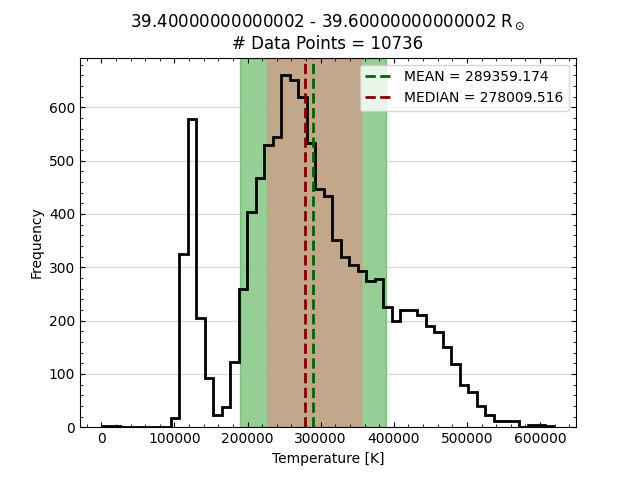 39.40000000000002 - 39.60000000000002 R⊙
# Data Points = 10736
MEAN = 289359.174
MEDIAN = 278009.516
Frequency
600
500
400
300
200
100
0
0 100000 200000 300000 400000 500000 600000
Temperature [K]